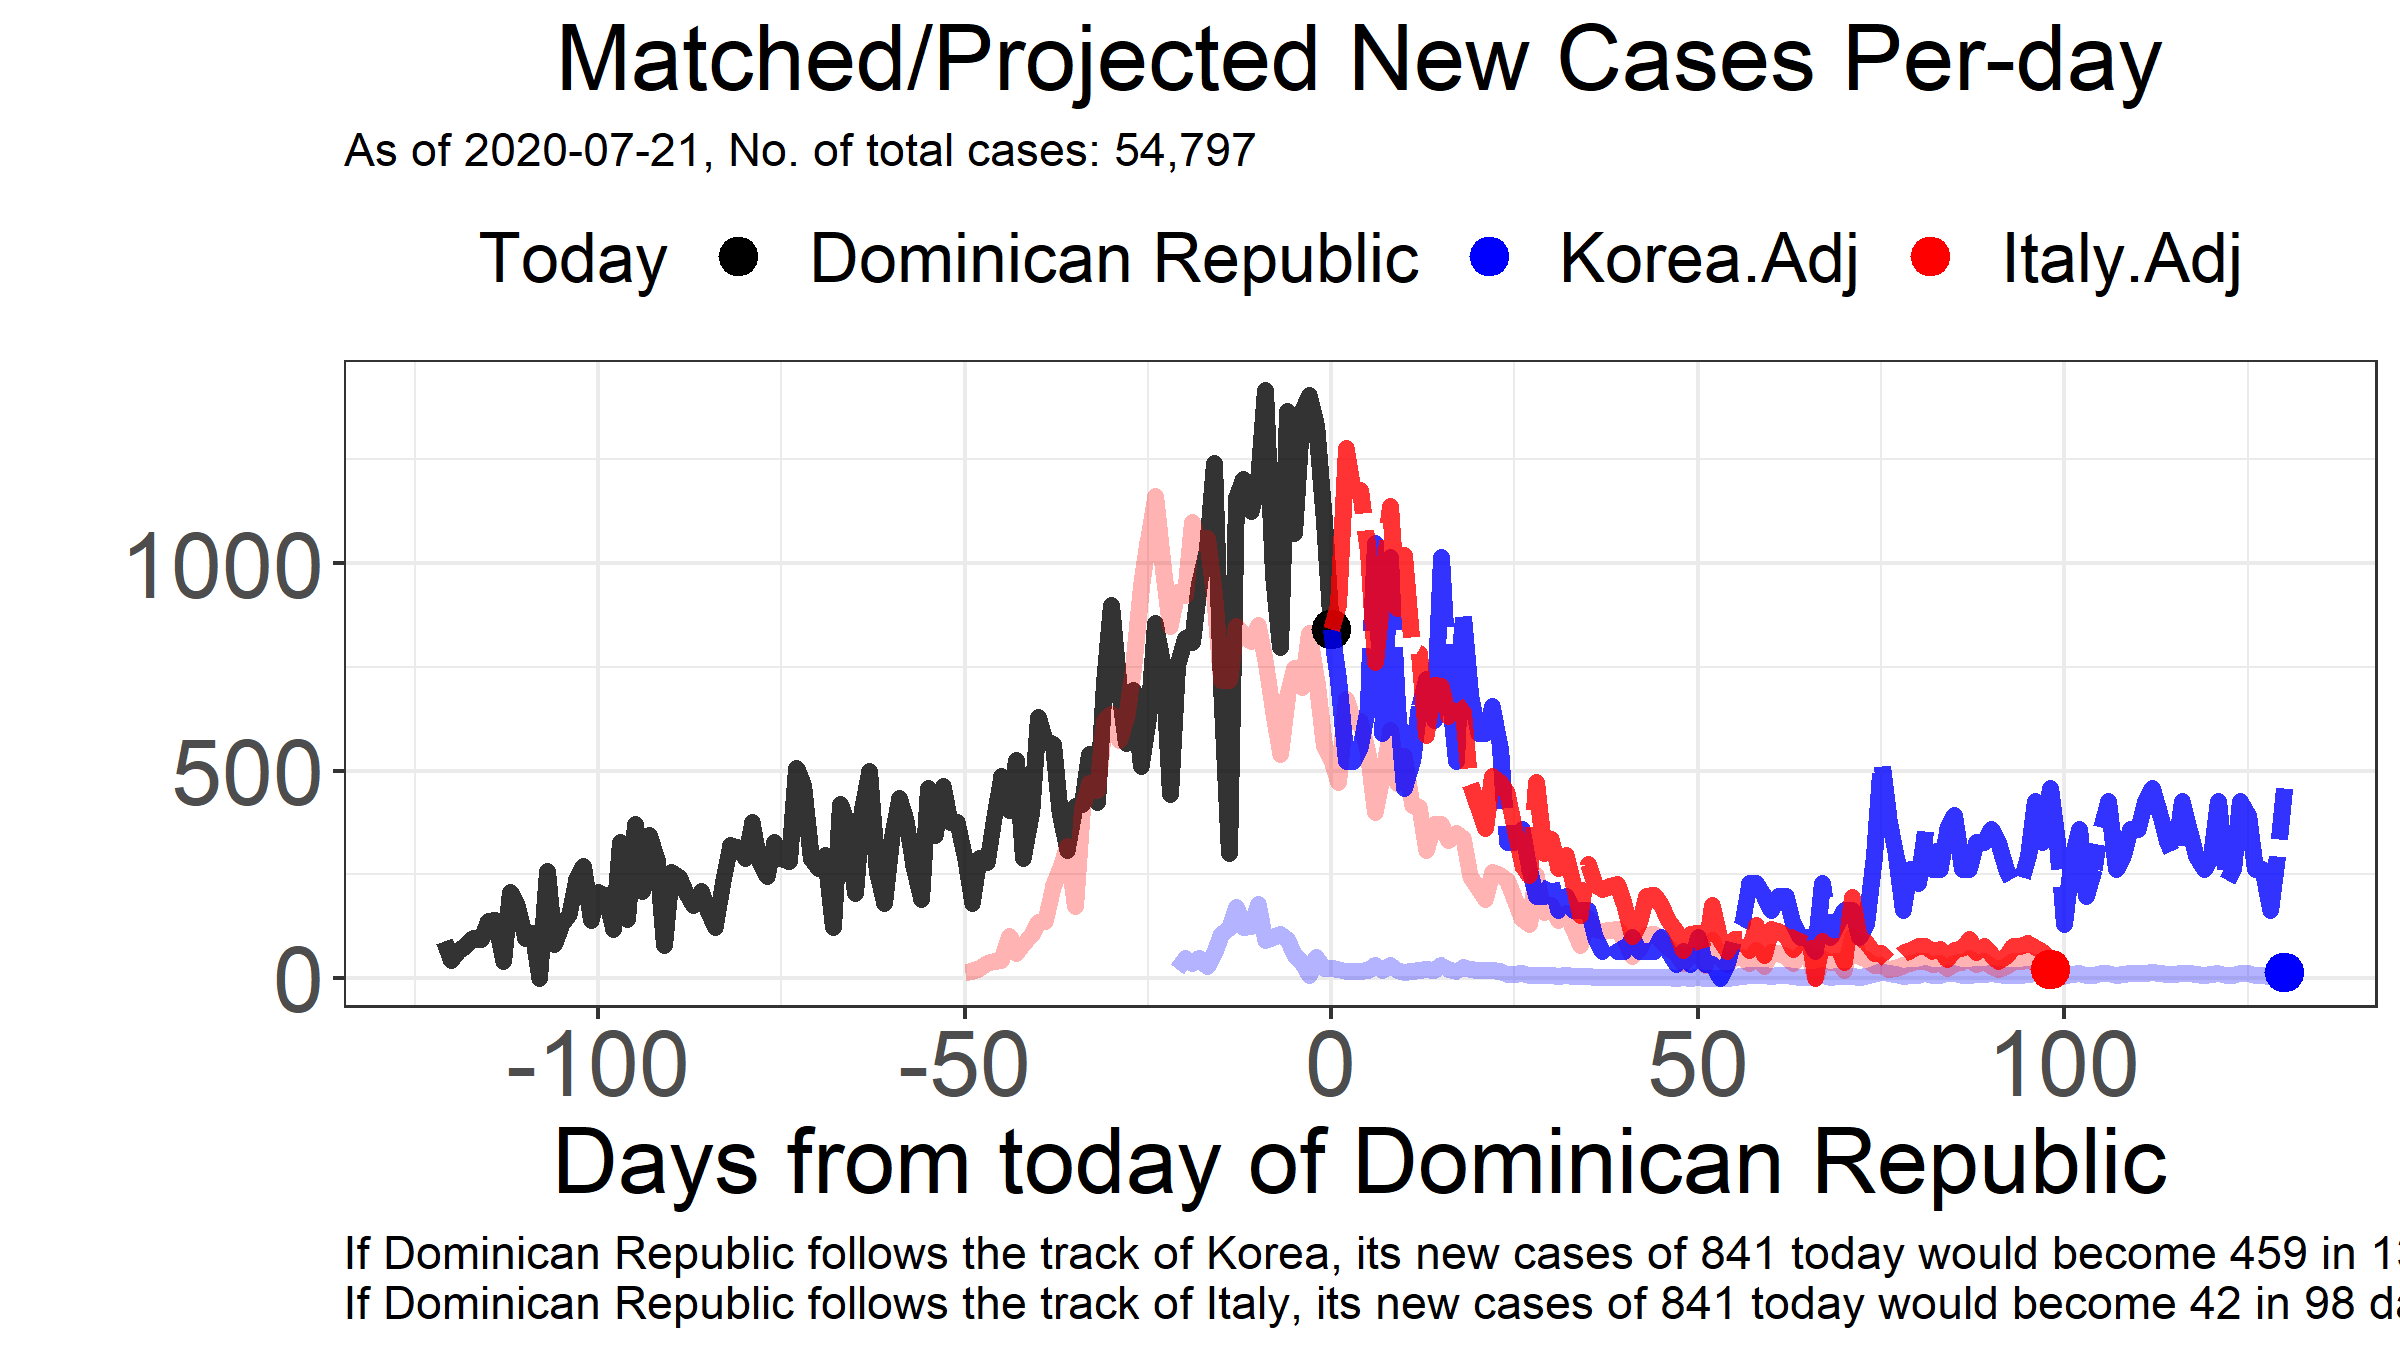 Matched/Projected New Cases Per-day
As of 2020-07-21, No. of total cases: 54,797
Today Dominican Republic Korea.Adj Italy.Adj
1000
500
0
-100 -50 0 50 100
Days from today of Dominican Republic
If Dominican Republic follows the track of Korea, its new cases of 841 today would become 459 in
If Dominican Republic follows the track of Italy, its new cases of 841 today would become 42 in 98